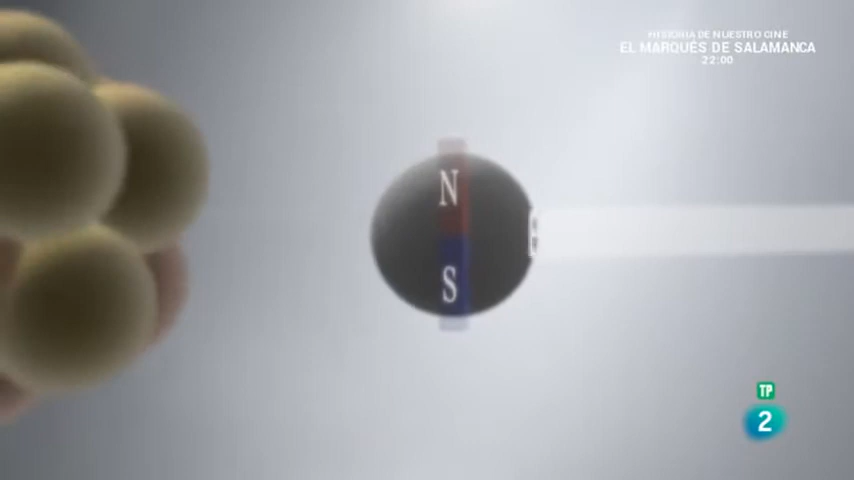 HISTORIA DE NUESTRO CINE
EL MARQUÉS DE SALAMANCA
22:00
N
S
TP
2